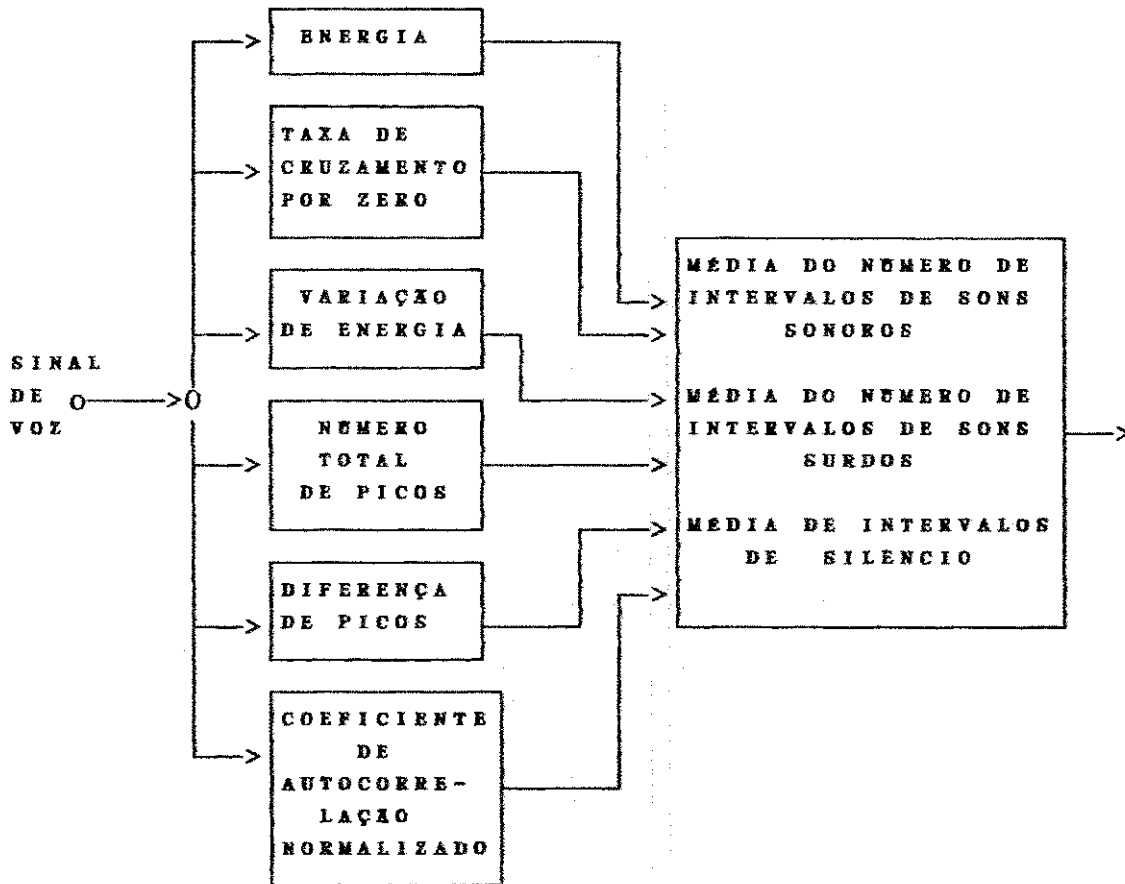 ENERGIA
TAXA DE
CRUZAMENTO
POR ZERO
VARIAÇÃO
DE ENERGIA
SINAL
DE
VOZ
NÚMERO
TOTAL
DE PICOS
DIFERENÇA
DE PICOS
COEFICIENTE
DE
AUTOCORRE-
LAÇÃO
NORMALIZADO
MÉDIA DO NÚMERO DE
INTERVALOS DE SONS
SONOROS
MÉDIA DO NÚMERO DE
INTERVALOS DE SONS
SURDOS
MÉDIA DE INTERVALOS
DE SILÊNCIO